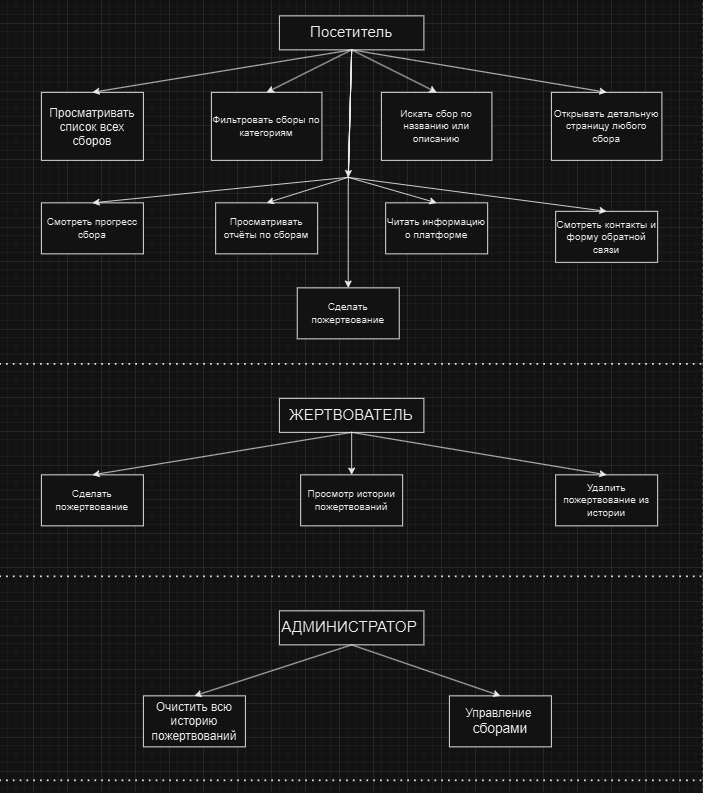 Посетитель
Просматривать
список всех
сборов
Фильтровать сборы по
категориям
Искать сбор по
названию или
описанию
Открывать детальную
страницу любого
сбора
Смотреть прогресс
сбора
Просматривать
отчёты по сборам
Читать информацию
о платформе
Смотреть контакты и
форму обратной
связи
Сделать
пожертвование
ЖЕРТВОВАТЕЛЬ
Сделать
пожертвование
Просмотр истории
пожертвований
Удалить
пожертвование из
истории
АДМИНИСТРАТОР
Очистить всю
историю
пожертвований
Управление
сборами